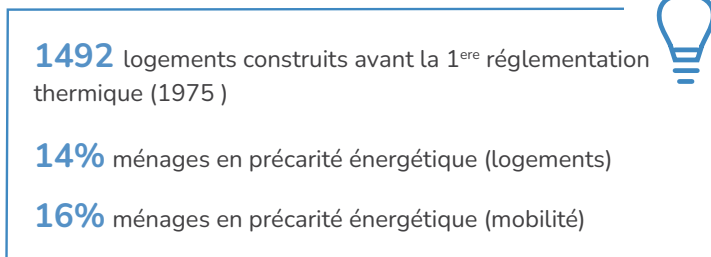 1492 logements construits avant la 1ere réglementation
thermique (1975 )
14% ménages en précarité énergétique (logements)
16% ménages en précarité énergétique (mobilité)